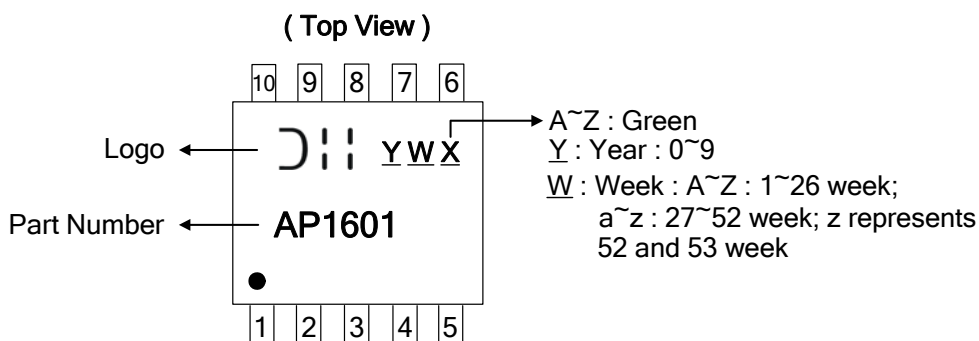 ( Top View )
10 9 8 7 6
Logo
Y W X
A~Z : Green
Y : Year : 0~9
W : Week : A~Z : 1~26 week;
a~z : 27~52 week; z represents
52 and 53 week
Part Number
AP1601
1 2 3 4 5